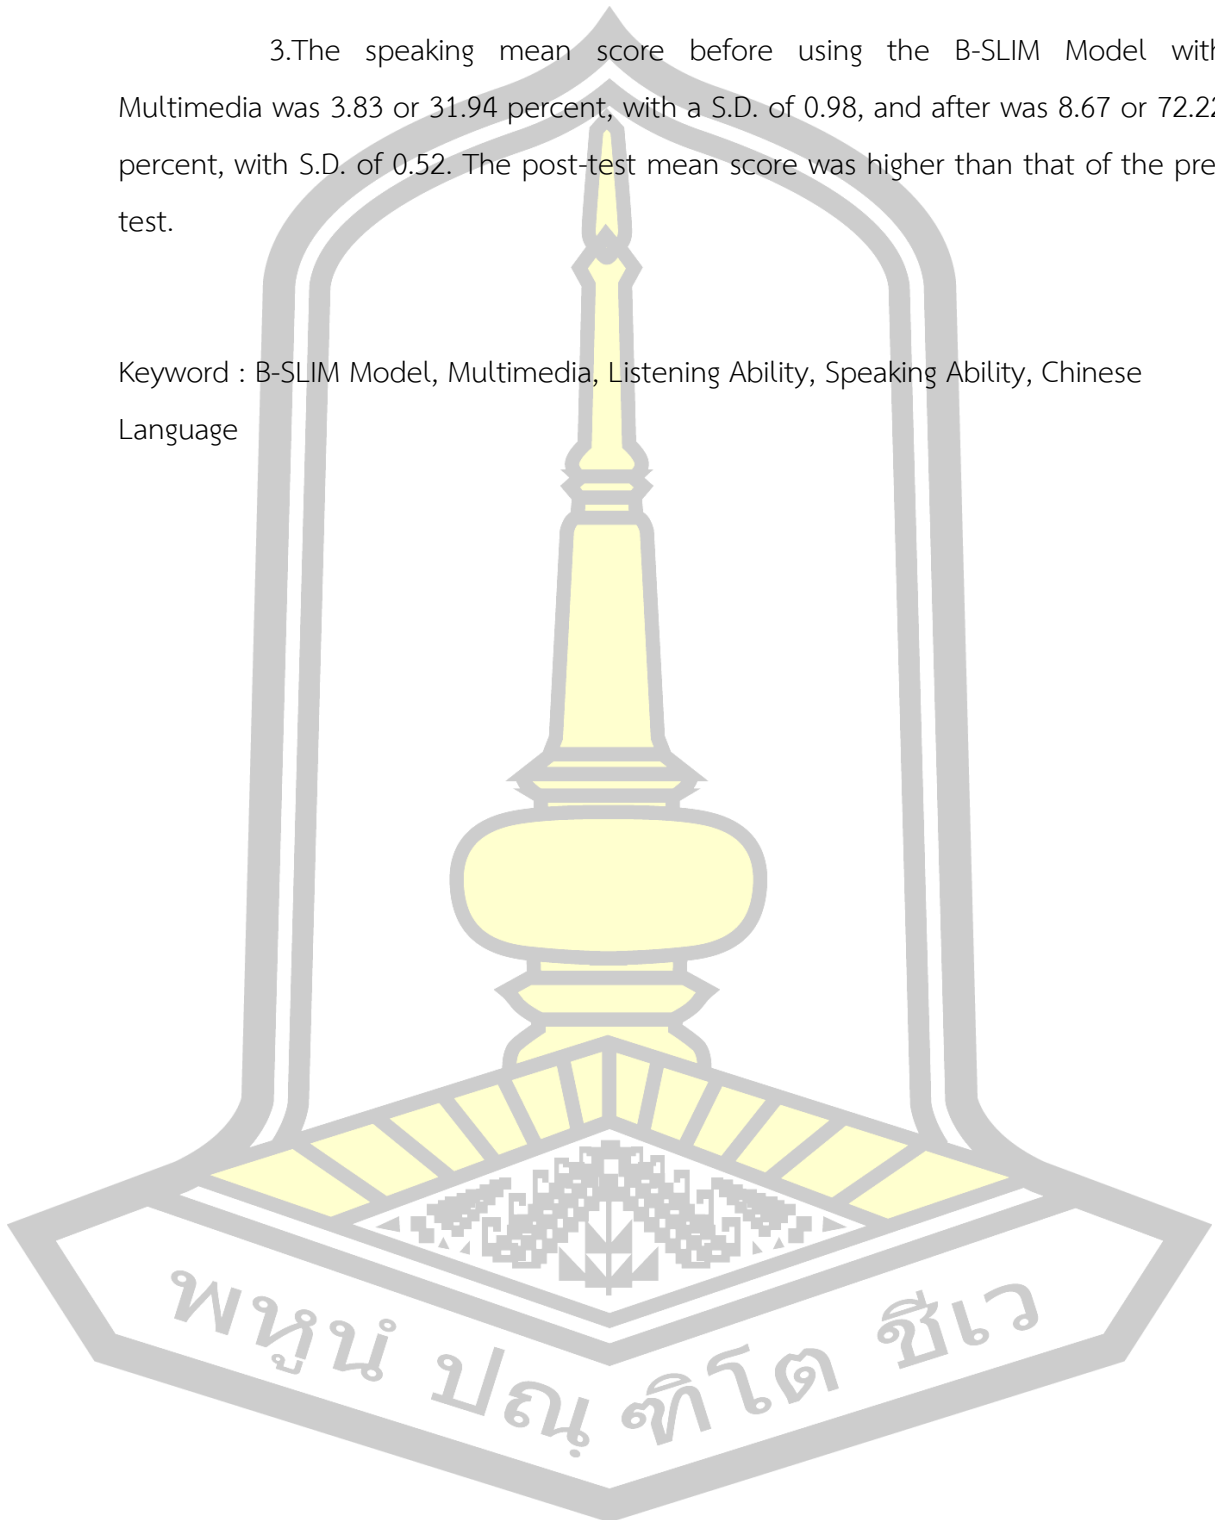 3.The speaking mean score before using the B-SLIM Model with
Multimedia was 3.83 or 31.94 percent, with a S.D. of 0.98, and after was 8.67 or 72.22
percent, with S.D. of 0.52. The post-test mean score was higher than that of the pre-
test.
Keyword : B-SLIM Model, Multimedia, Listening Ability, Speaking Ability, Chinese
Language
พหูนํ ปณฺฑิโต ชีเว